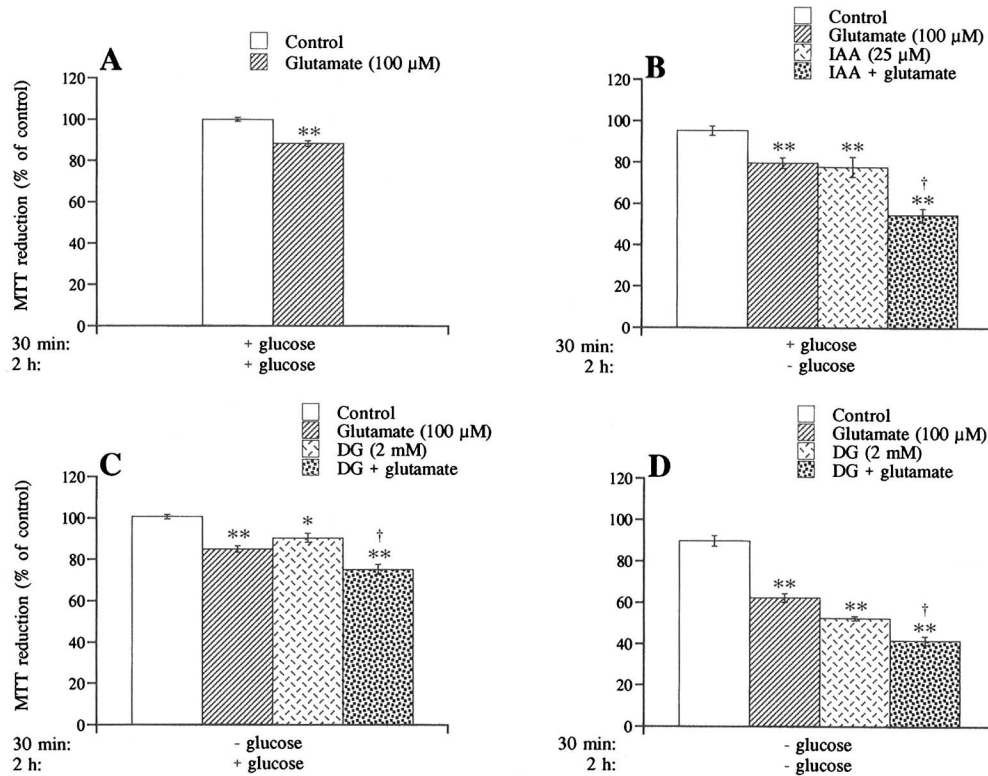 A
Control
Glutamate (100 µM)
MTT reduction (% of control)
120
100
80
60
40
20
0
**
30 min: + glucose
2 h: + glucose
B
Control
Glutamate (100 µM)
IAA (25 µM)
IAA + glutamate
120
100
80
60
40
20
0
**
**
†
**
30 min: + glucose
2 h: - glucose
C
Control
Glutamate (100 µM)
DG (2 mM)
DG + glutamate
MTT reduction (% of control)
120
100
80
60
40
20
0
**
*
†
**
30 min: - glucose
2 h: + glucose
D
Control
Glutamate (100 µM)
DG (2 mM)
DG + glutamate
120
100
80
60
40
20
0
**
**
†
**
30 min: - glucose
2 h: - glucose